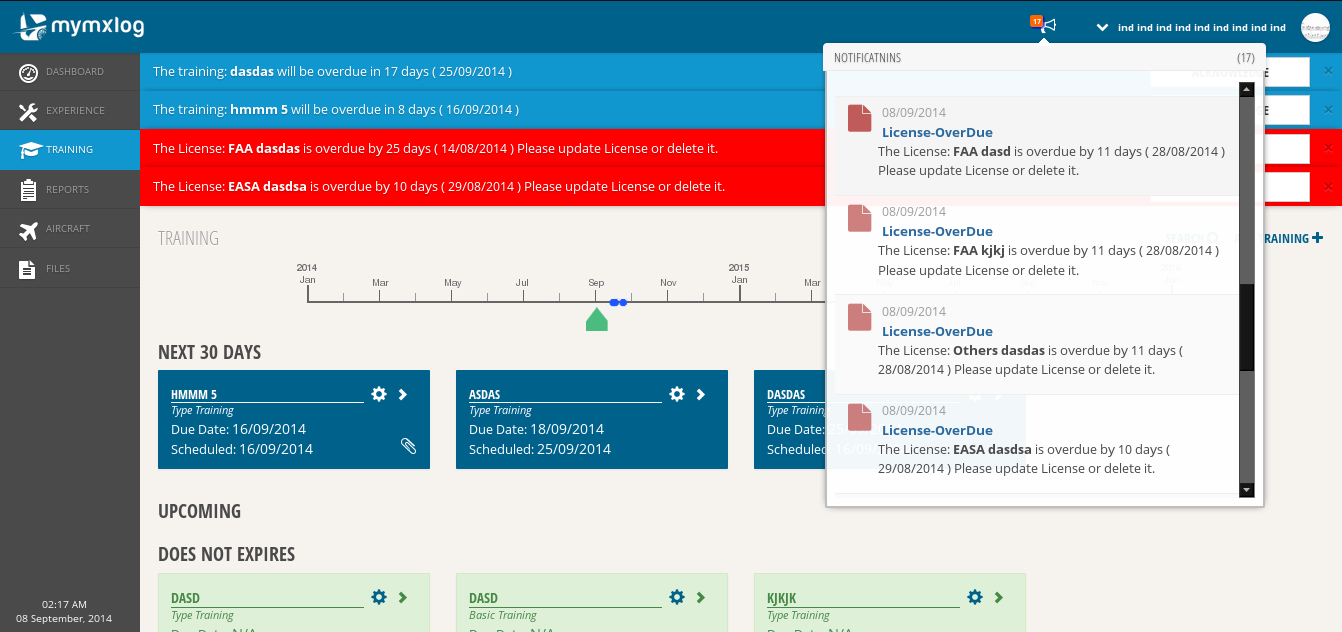 mymxlog
17
ind ind ind ind ind ind ind ind ind
DASHBOARD
EXPERIENCE
TRAINING
REPORTS
AIRCRAFT
FILES
02:17 AM
08 September, 2014
The training: dasdas will be overdue in 17 days ( 25/09/2014 )
×
The training: hmmm 5 will be overdue in 8 days ( 16/09/2014 )
×
The License: FAA dasdas is overdue by 25 days ( 14/08/2014 ) Please update License or delete it.
×
The License: EASA dasdsa is overdue by 10 days ( 29/08/2014 ) Please update License or delete it.
×
NOTIFICATNINS (17)
08/09/2014
License-OverDue
The License: FAA dasd is overdue by 11 days ( 28/08/2014 )
Please update License or delete it.
08/09/2014
License-OverDue
The License: FAA kjkj is overdue by 11 days ( 28/08/2014 )
Please update License or delete it.
08/09/2014
License-OverDue
The License: Others dasdas is overdue by 11 days (
28/08/2014 ) Please update License or delete it.
08/09/2014
License-OverDue
The License: EASA dasdsa is overdue by 10 days (
29/08/2014 ) Please update License or delete it.
TRAINING
2014
Jan Mar May Jul Sep Nov
2015
Jan Mar
NEXT 30 DAYS
HMMM 5
Type Training
Due Date: 16/09/2014
Scheduled: 16/09/2014
ASDAS
Type Training
Due Date: 18/09/2014
Scheduled: 25/09/2014
DASDAS
Type Training
Due Date:
Scheduled:
UPCOMING
DOES NOT EXPIRES
DASD
Type Training
Due Date: N/A
DASD
Basic Training
Due Date: N/A
KJKJK
Type Training
Due Date: N/A